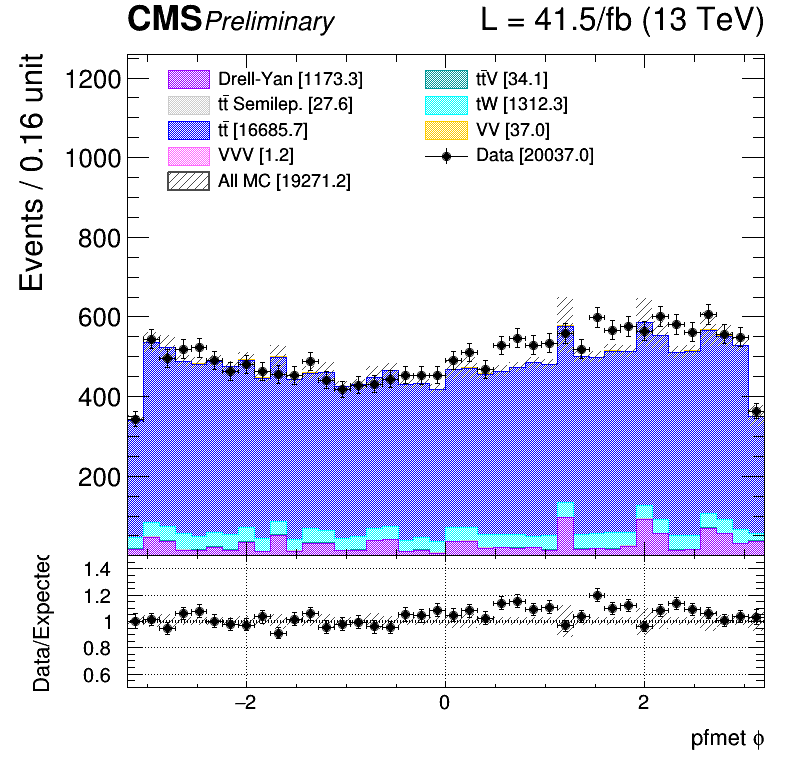 CMS Preliminary L = 41.5/fb (13 TeV)
Events / 0.16 unit
1200
1000
800
600
400
200
Drell-Yan [1173.3]
tt̄ Semilep. [27.6]
tt̄ [16685.7]
VVV [1.2]
All MC [19271.2]
tt̄V [34.1]
tW [1312.3]
VV [37.0]
Data [20037.0]
Data/Expected
1.4
1.2
1
0.8
0.6
−2 0 2
pfmet ϕ